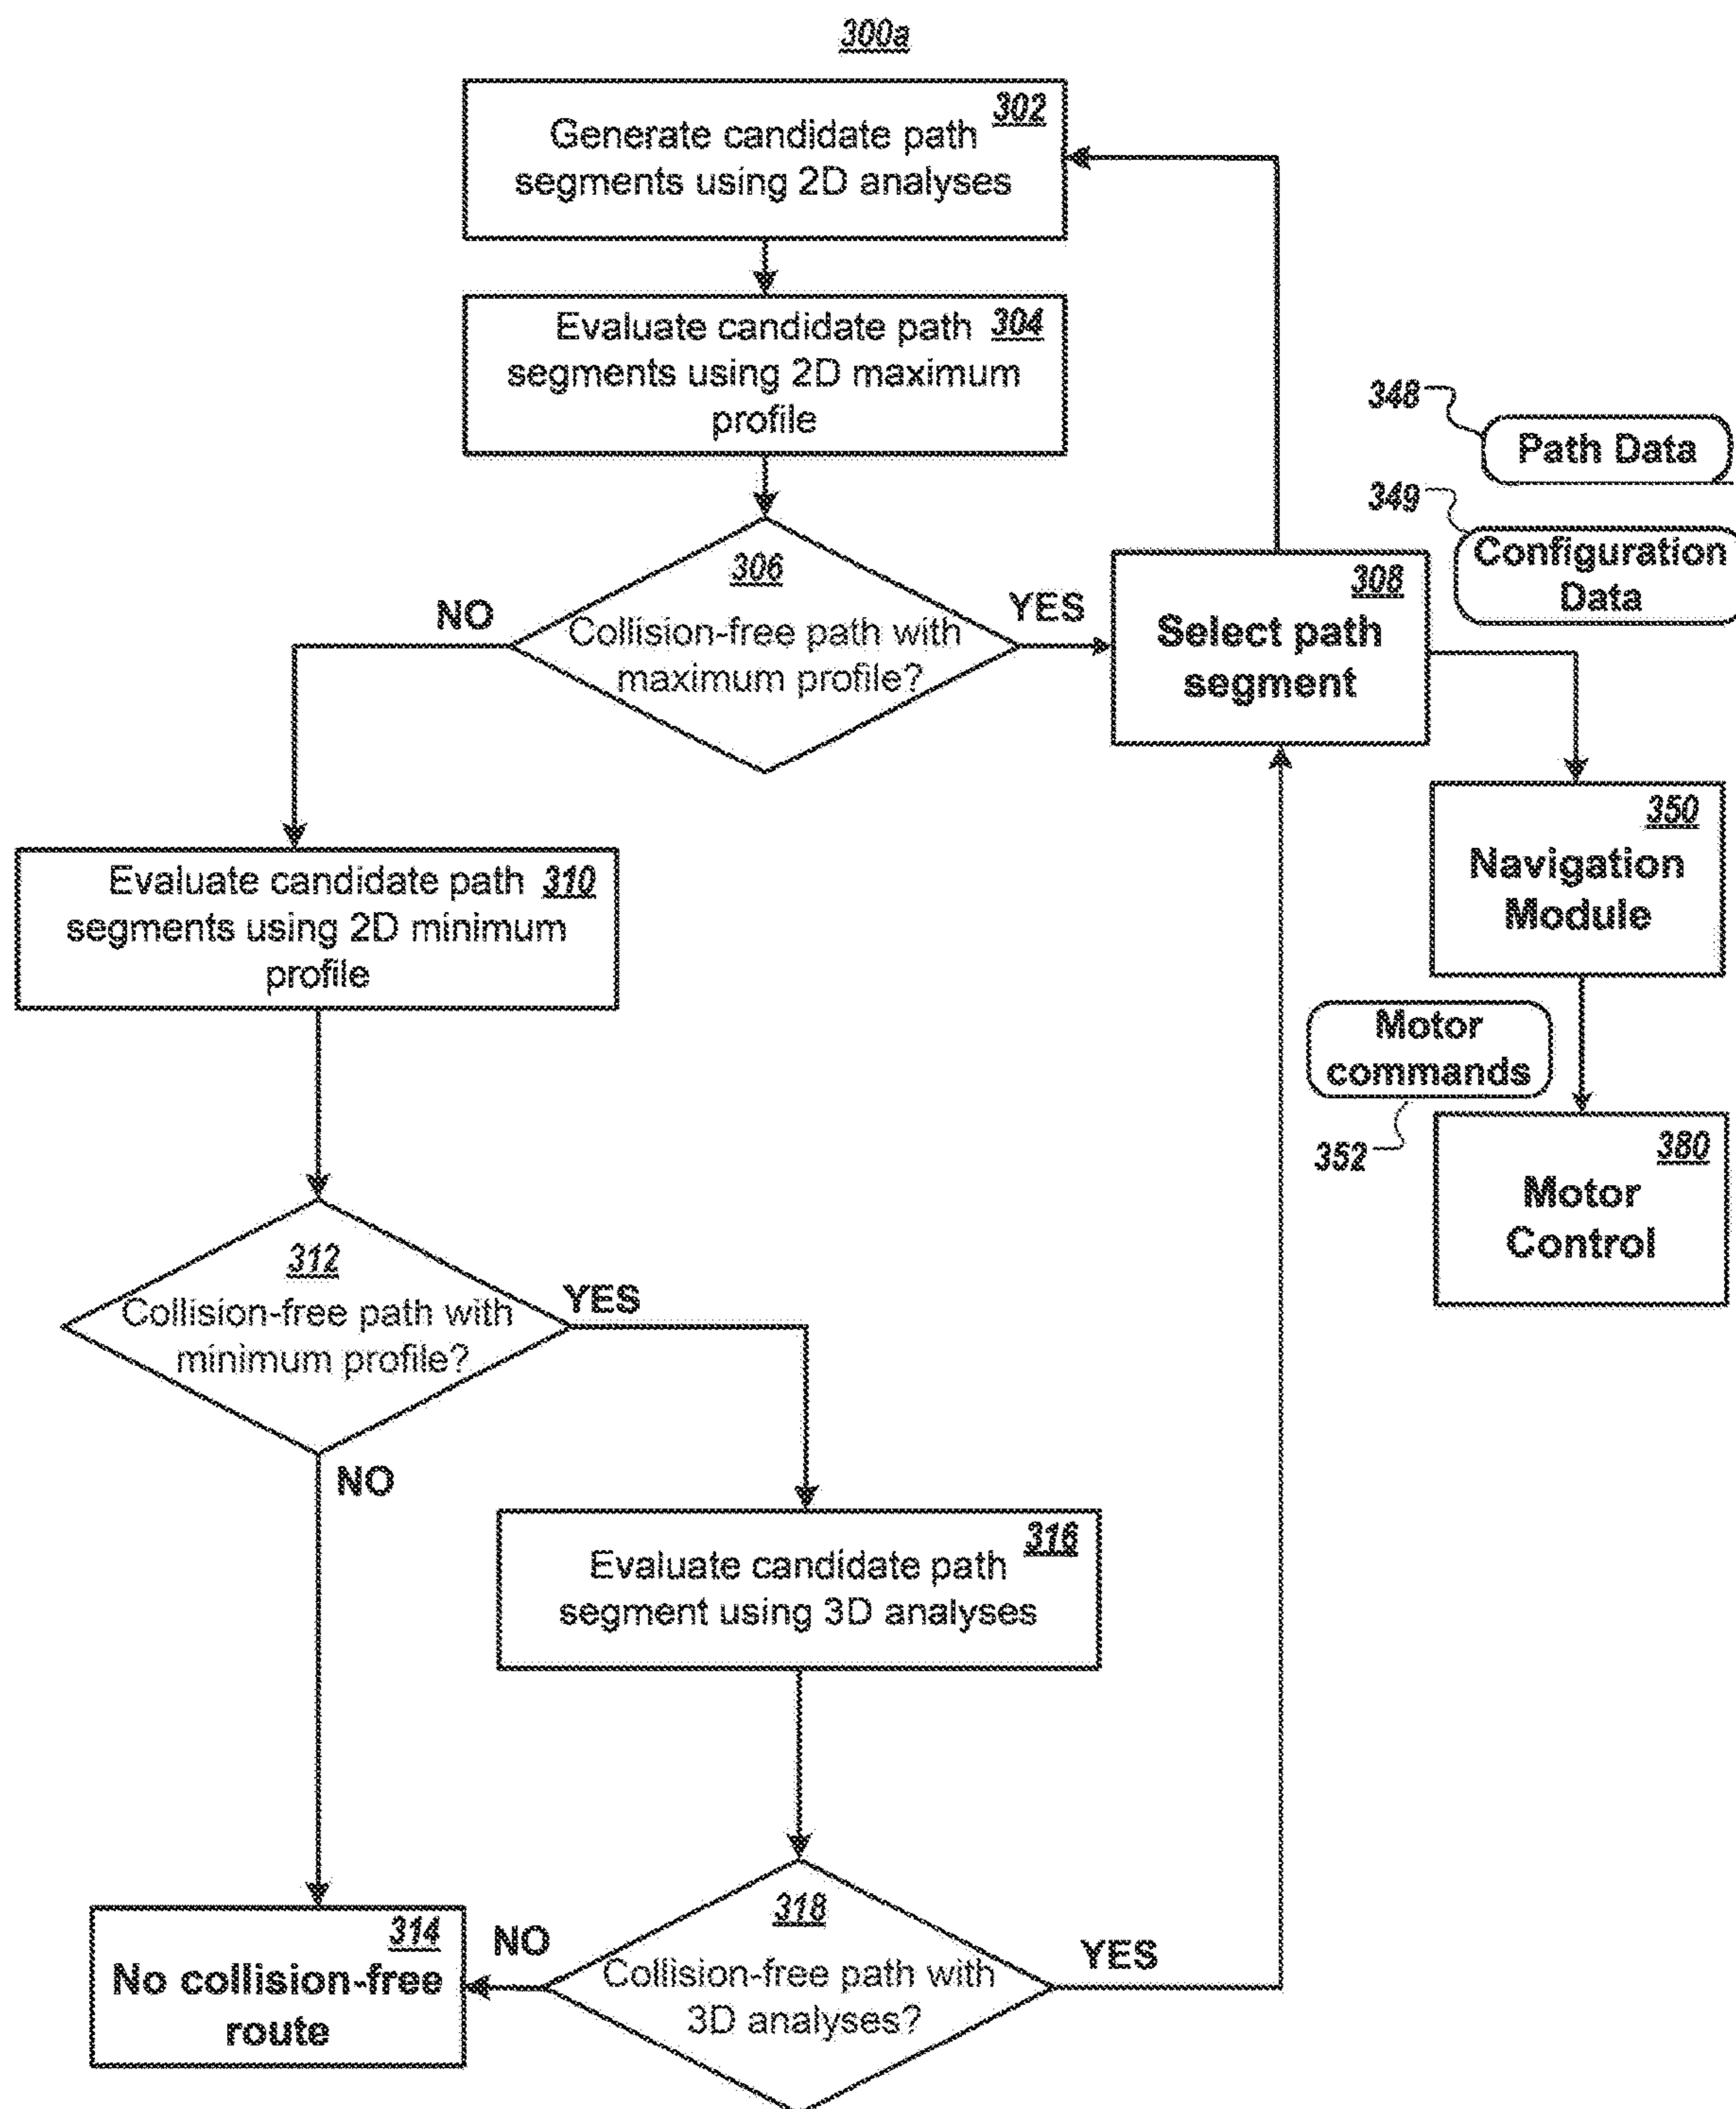 300a
302
Generate candidate path
segments using 2D analyses
Evaluate candidate path 304
segments using 2D maximum
profile
348
Path Data
349
Configuration
Data
306
NO
YES
Collision-free path with
maximum profile?
308
Select path
segment
350
Navigation
Module
Evaluate candidate path 310
segments using 2D minimum
profile
Motor
commands
352
380
Motor
Control
312
Collision-free path with
minimum profile?
YES
NO
316
Evaluate candidate path
segment using 3D analyses
314
No collision-free
route
NO
318
Collision-free path with
3D analyses?
YES